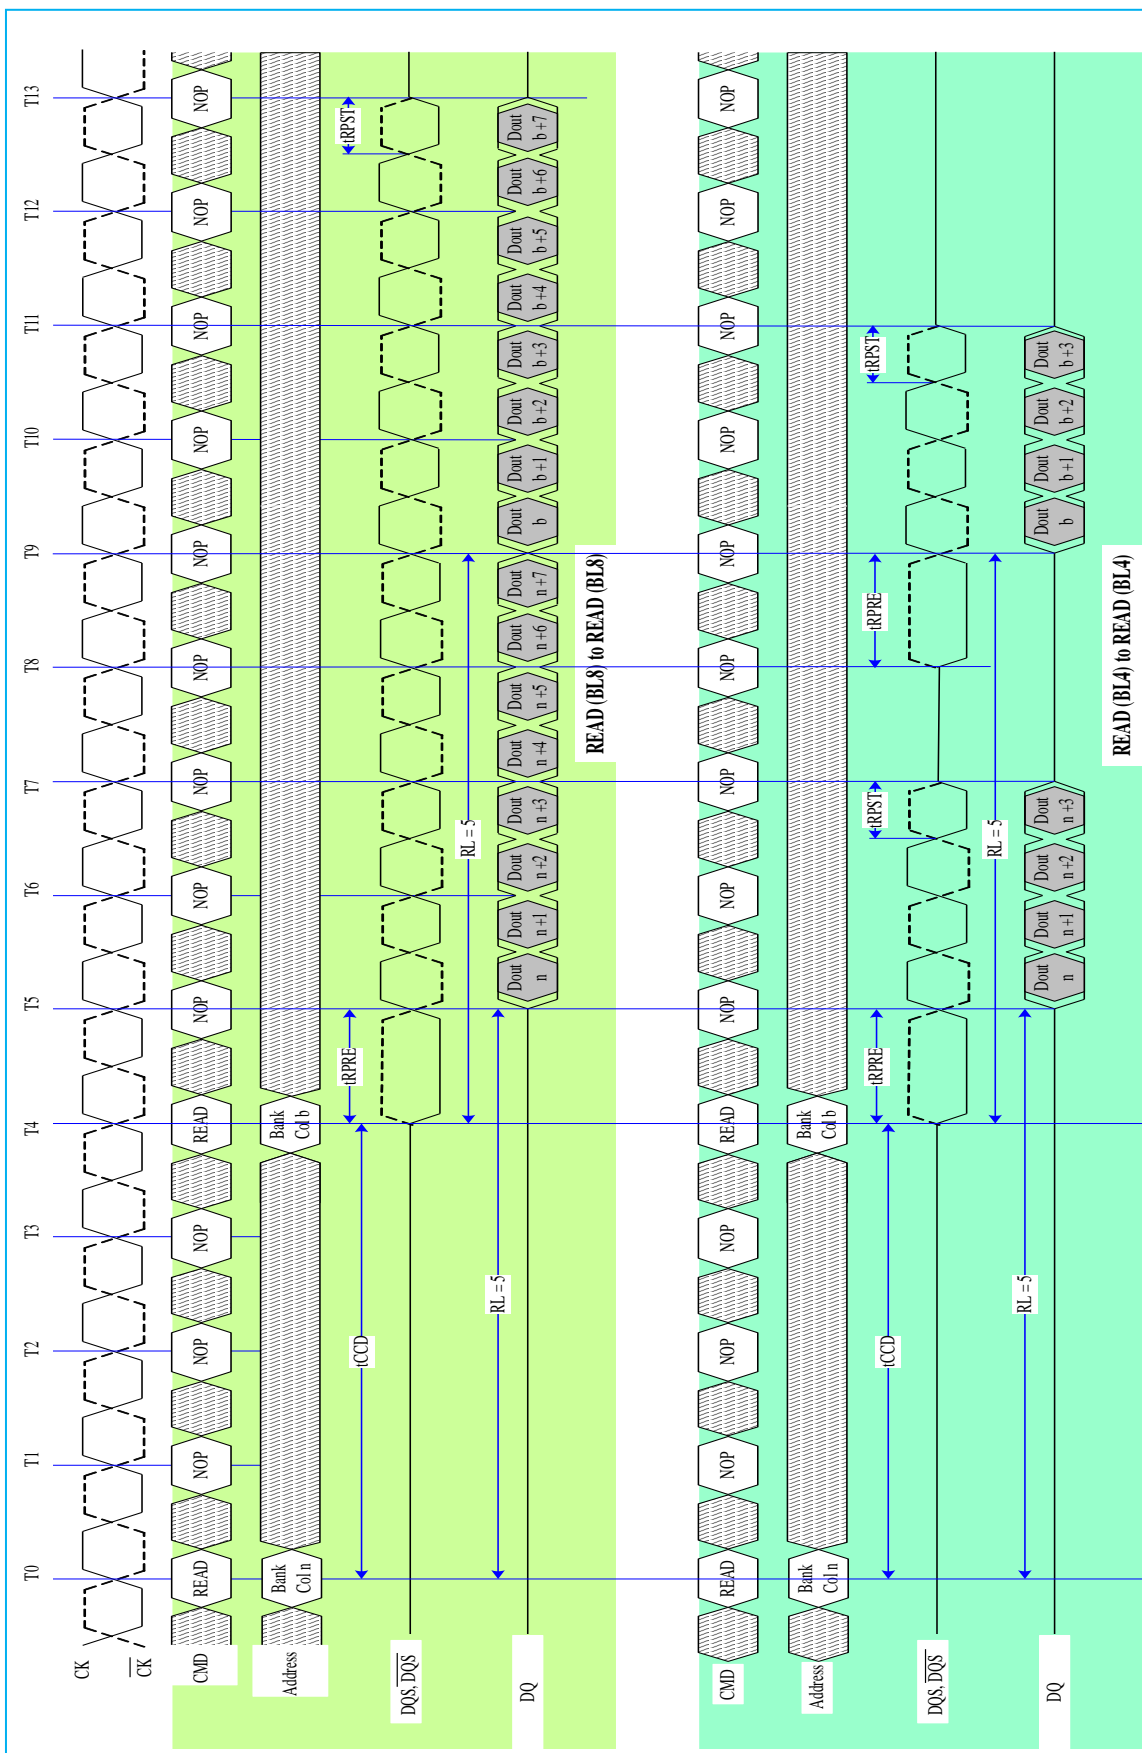 T0 T1 T2 T3 T4 T5 T6 T7 T8 T9 T10 T11 T12 T13
CK
CK
CMD READ NOP NOP NOP READ NOP NOP NOP NOP NOP NOP NOP NOP NOP
Address Bank Col n Bank Col b
tCCD tRPRE tRPST
DQS, DQS
RL = 5
RL = 5
DQ Dout n Dout n+1 Dout n+2 Dout n+3 Dout n+4 Dout n+5 Dout n+6 Dout n+7 Dout b Dout b+1 Dout b+2 Dout b+3 Dout b+4 Dout b+5 Dout b+6 Dout b+7
READ (BL8) to READ (BL8)
CMD READ NOP NOP NOP READ NOP NOP NOP NOP NOP NOP NOP NOP NOP
Address Bank Col n Bank Col b
tCCD tRPRE tRPST tRPRE tRPST
DQS, DQS
RL = 5
RL = 5
DQ Dout n Dout n+1 Dout n+2 Dout n+3 Dout b Dout b+1 Dout b+2 Dout b+3
READ (BL4) to READ (BL4)